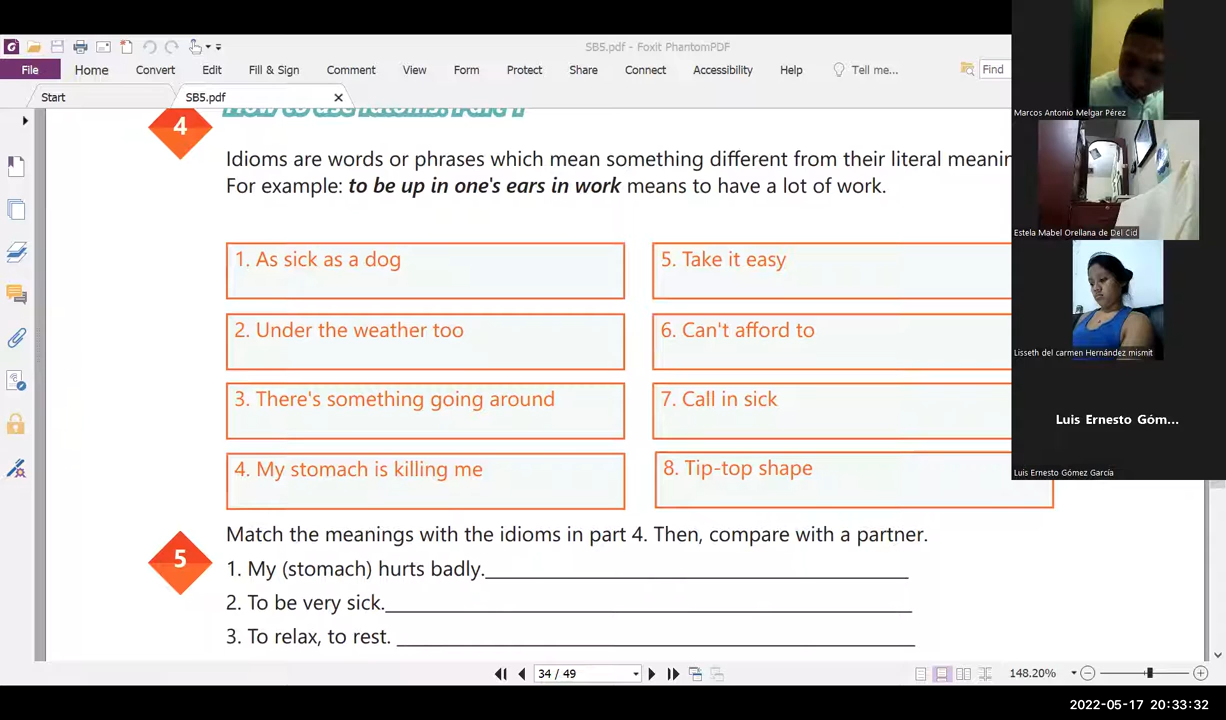 SB5.pdf - Foxit PhantomPDF
File Home Convert Edit Fill & Sign Comment View Form Protect Share Connect Accessibility Help Tell me... Find
Start SB5.pdf
How to use idioms. Part 1
4
Idioms are words or phrases which mean something different from their literal meanin
For example: to be up in one's ears in work means to have a lot of work.
1. As sick as a dog
2. Under the weather too
3. There's something going around
4. My stomach is killing me
5. Take it easy
6. Can't afford to
7. Call in sick
8. Tip-top shape
5
Match the meanings with the idioms in part 4. Then, compare with a partner.
1. My (stomach) hurts badly.
2. To be very sick.
3. To relax, to rest.
34 / 49
148.20%
Marcos Antonio Melgar Pérez
Estela Mabel Orellana de Del Cid
Lisseth del carmen Hernández mismit
Luis Ernesto Góm...
Luis Ernesto Gómez García
2022-05-17 20:33:32